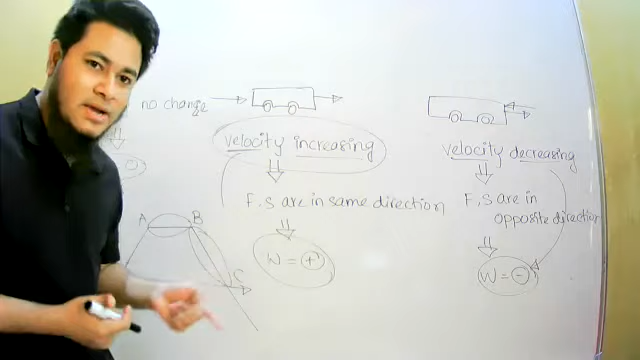 no change
velocity increasing
F.S are in same direction
W = +
A B
C
velocity decreasing
F,S are in
opposite direction
W = -